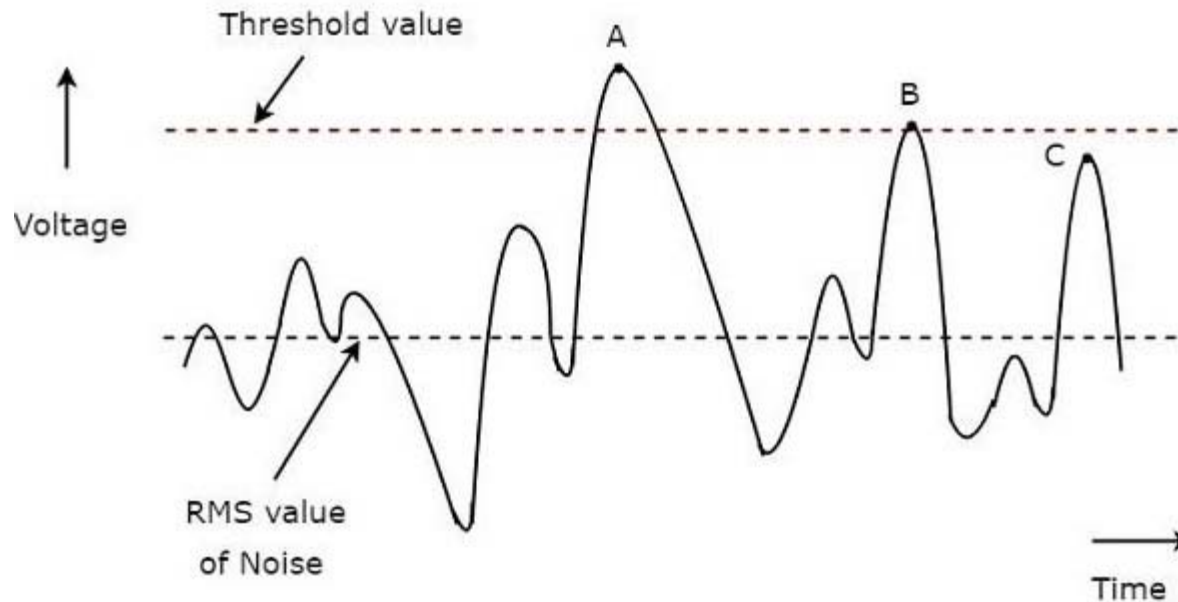 Threshold value
A
B
C
Voltage
RMS value
of Noise
Time